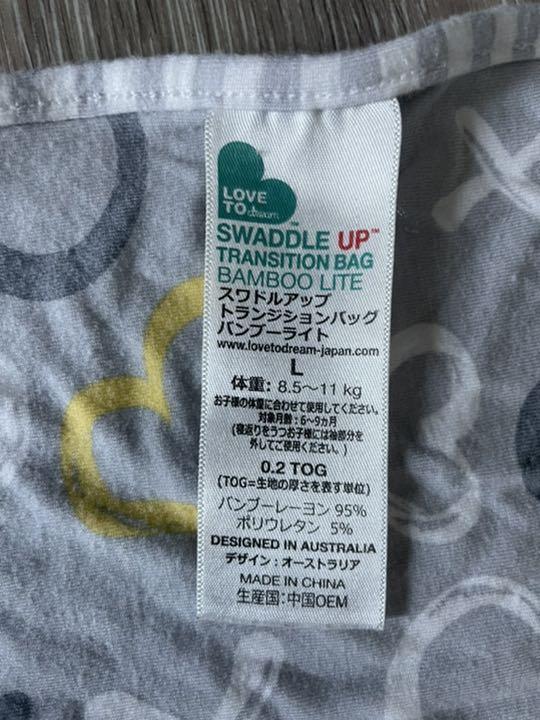 LOVE
TO dream™
SWADDLE UP™
TRANSITION BAG
BAMBOO LITE
スワドルアップ
トランジションバッグ
バンブーライト
www.lovetodream-japan.com
L
体重: 8.5〜11 kg
お子様の体重に合わせて使用してください。
対象月齢：6〜9ヵ月
(寝返りをうつお子様には袖部分を
外してご使用ください。)
0.2 TOG
(TOG=生地の厚さを表す単位)
バンブーレーヨン 95%
ポリウレタン 5%
DESIGNED IN AUSTRALIA
デザイン：オーストラリア
MADE IN CHINA
生産国:中国OEM